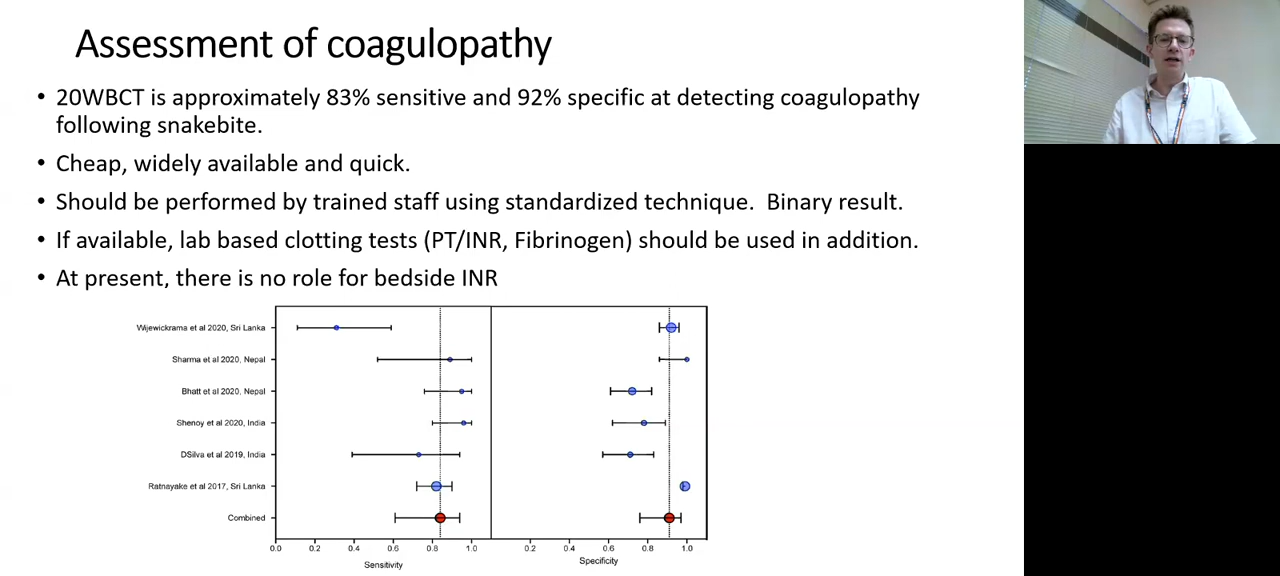 Assessment of coagulopathy
• 20WBCT is approximately 83% sensitive and 92% specific at detecting coagulopathy
following snakebite.
• Cheap, widely available and quick.
• Should be performed by trained staff using standardized technique.  Binary result.
• If available, lab based clotting tests (PT/INR, Fibrinogen) should be used in addition.
• At present, there is no role for bedside INR
Wijewickrama et al 2020, Sri Lanka
Sharma et al 2020, Nepal
Bhatt et al 2020, Nepal
Shenoy et al 2020, India
DSilva et al 2019, India
Ratnayake et al 2017, Sri Lanka
Combined
0.0 0.2 0.4 0.6 0.8 1.0 0.2 0.4 0.6 0.8 1.0
Sensitivity Specificity